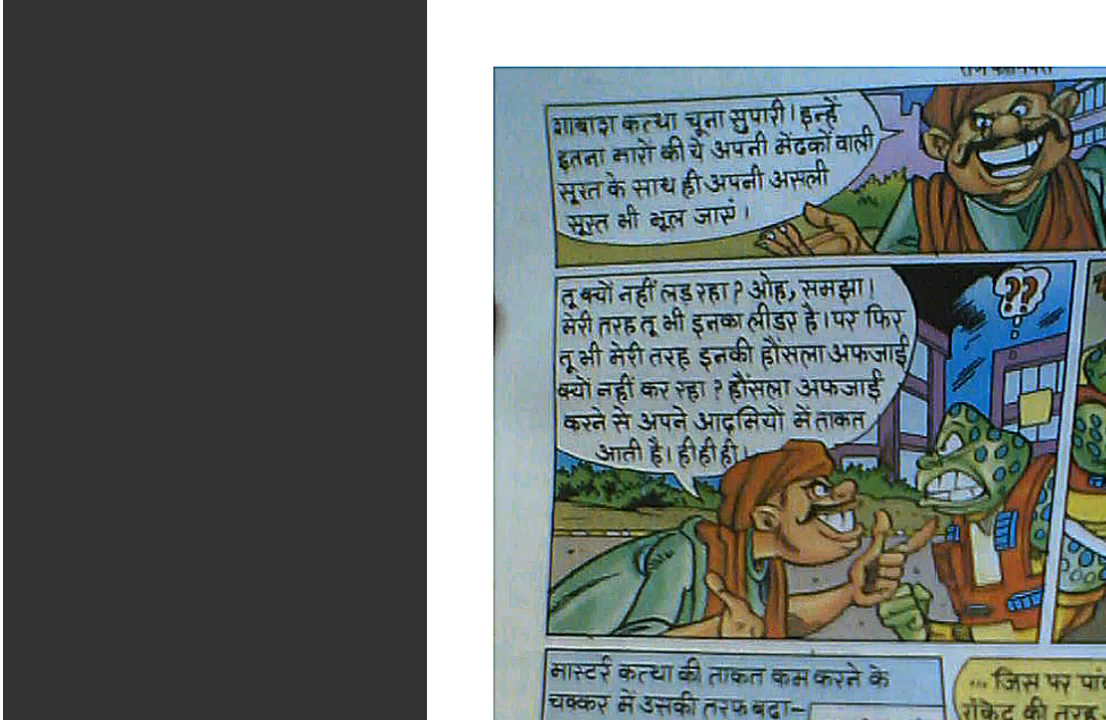 शाबाश कत्था चूना सुपारी। इन्हें
इतना मारो की ये अपनी मेंढकों वाली
सूरत के साथ ही अपनी असली
सूरत भी भूल जाएं।
तू क्यों नहीं लड़ रहा? ओह, समझा।
मेरी तरह तू भी इनका लीडर है। पर फिर
तू भी मेरी तरह इनकी हौंसला अफजाई
क्यों नहीं कर रहा? हौंसला अफजाई
करने से अपने आदमियों में ताकत
आती है। हीहीही।
??
मास्टर कत्था की ताकत कम करने के
चक्कर में उसकी तरफ बढ़ा-
... जिस पर
रॉकेट की तरह